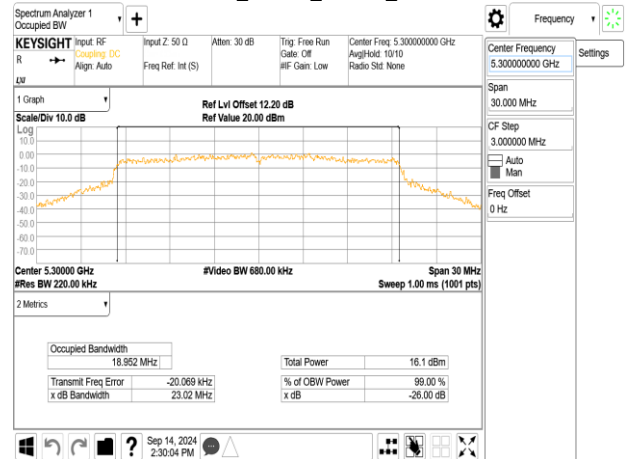 Spectrum Analyzer 1
Occupied BW
Frequency
KEYSIGHT
R
Input: RF
Coupling: DC
Align: Auto
Input Z: 50 Ω
Freq Ref: Int (S)
Atten: 30 dB
Trig: Free Run
Gate: Off
#IF Gain: Low
Center Freq: 5.300000000 GHz
Avg|Hold: 10/10
Radio Std: None
Center Frequency
5.300000000 GHz
Settings
Span
30.000 MHz
CF Step
3.000000 MHz
Auto
Man
Freq Offset
0 Hz
1 Graph
Scale/Div 10.0 dB
Ref Lvl Offset 12.20 dB
Ref Value 20.00 dBm
Log
10.0
0.00
-10.0
-20.0
-30.0
-40.0
-50.0
-60.0
-70.0
Center 5.30000 GHz
#Res BW 220.00 kHz
#Video BW 680.00 kHz
Span 30 MHz
Sweep 1.00 ms (1001 pts)
2 Metrics
Occupied Bandwidth
18.952 MHz
Transmit Freq Error -20.069 kHz
x dB Bandwidth 23.02 MHz
Total Power 16.1 dBm
% of OBW Power 99.00 %
x dB -26.00 dB
?
Sep 14, 2024
2:30:04 PM